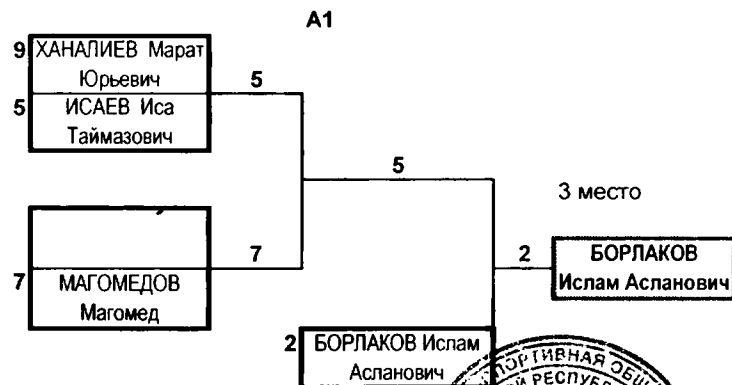 А1
9 ХАНАЛИЕВ Марат
Юрьевич
5
5 ИСАЕВ Иса
Таймазович
5
3 место
7
2
БОРЛАКОВ
Ислам Асланович
7 МАГОМЕДОВ
Магомед
2 БОРЛАКОВ Ислам
Асланович